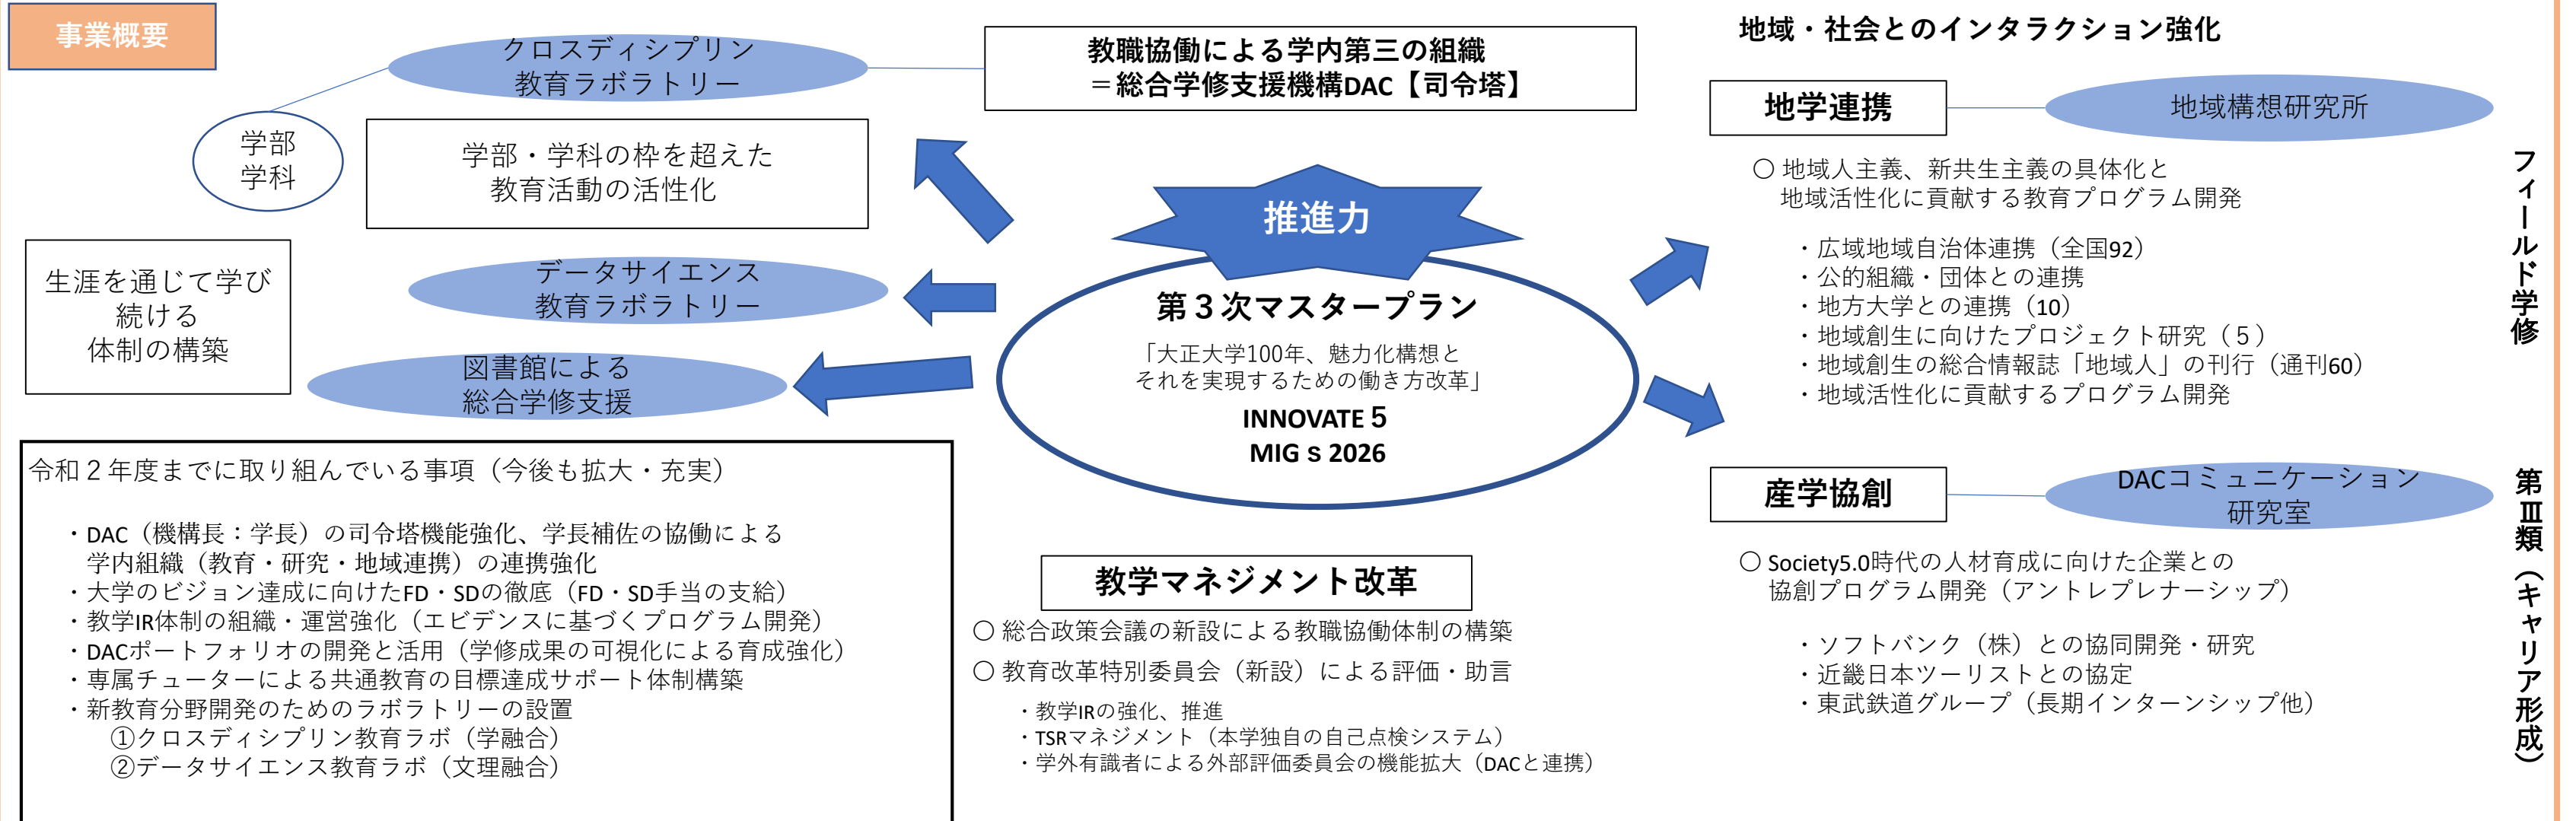 事業概要
クロスディシプリン
教育ラボラトリー
学部
学科
教職協働による学内第三の組織
＝総合学修支援機構DAC【司令塔】
学部・学科の枠を超えた
教育活動の活性化
データサイエンス
教育ラボラトリー
生涯を通じて学び
続ける
体制の構築
図書館による
総合学修支援
推進力
第３次マスタープラン
「大正大学100年、魅力化構想と
それを実現するための働き方改革」
INNOVATE 5
MIG s 2026
令和２年度までに取り組んでいる事項（今後も拡大・充実）
・DAC（機構長：学長）の司令塔機能強化、学長補佐の協働による
学内組織（教育・研究・地域連携）の連携強化
・大学のビジョン達成に向けたFD・SDの徹底（FD・SD手当の支給）
・教学IR体制の組織・運営強化（エビデンスに基づくプログラム開発）
・DACポートフォリオの開発と活用（学修成果の可視化による育成強化）
・専属チューターによる共通教育の目標達成サポート体制構築
・新教育分野開発のためのラボラトリーの設置
①クロスディシプリン教育ラボ（学融合）
②データサイエンス教育ラボ（文理融合）
教学マネジメント改革
〇 総合政策会議の新設による教職協働体制の構築
〇 教育改革特別委員会（新設）による評価・助言
・教学IRの強化、推進
・TSRマネジメント（本学独自の自己点検システム）
・学外有識者による外部評価委員会の機能拡大（DACと連携）
地域・社会とのインタラクション強化
地学連携
地域構想研究所
〇 地域人主義、新共生主義の具体化と
地域活性化に貢献する教育プログラム開発
・広域地域自治体連携（全国92）
・公的組織・団体との連携
・地方大学との連携（10）
・地域創生に向けたプロジェクト研究（５）
・地域創生の総合情報誌「地域人」の刊行（通刊60）
・地域活性化に貢献するプログラム開発
フィールド学修
産学協創
DACコミュニケーション
研究室
〇 Society5.0時代の人材育成に向けた企業との
協創プログラム開発（アントレプレナーシップ）
・ソフトバンク（株）との協同開発・研究
・近畿日本ツーリストとの協定
・東武鉄道グループ（長期インターンシップ他）
第Ⅲ類（キャリア形成）